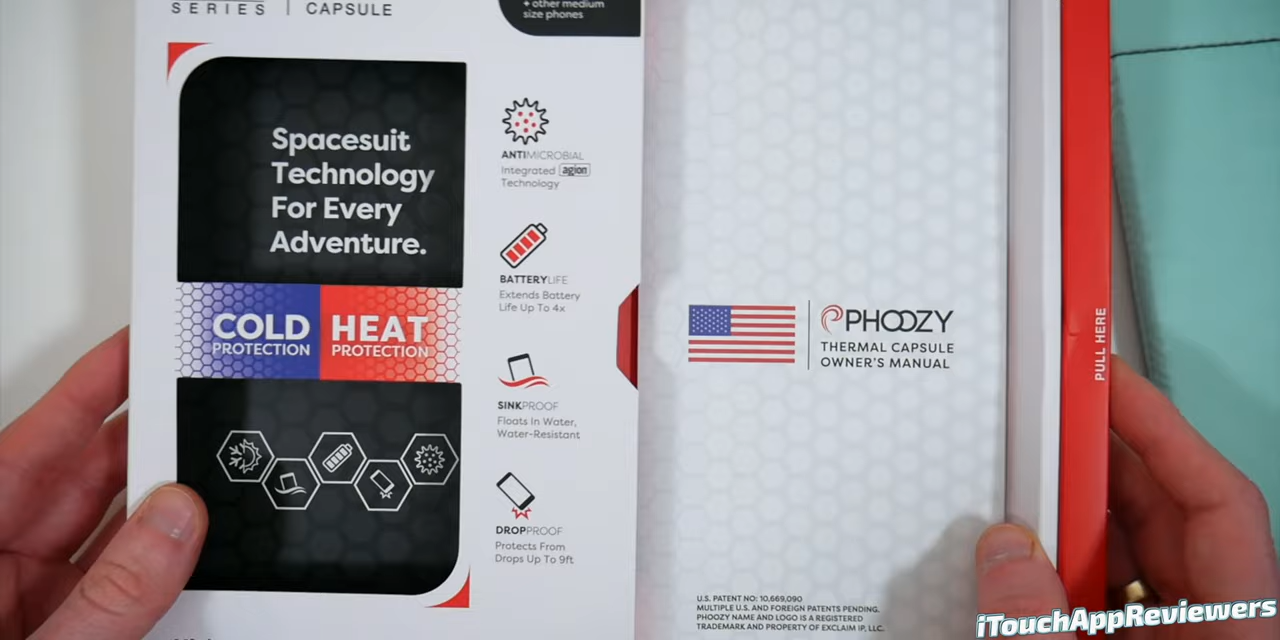 SERIES | CAPSULE
+ other medium
size phones
Spacesuit
Technology
For Every
Adventure.
COLD
PROTECTION
HEAT
PROTECTION
ANTIMICROBIAL
Integrated agion
Technology
BATTERYLIFE
Extends Battery
Life Up To 4x
SINKPROOF
Floats In Water,
Water-Resistant
DROPPROOF
Protects From
Drops Up To 9ft
PHOOZY
THERMAL CAPSULE
OWNER'S MANUAL
U.S. PATENT NO: 10,669,090
MULTIPLE U.S. AND FOREIGN PATENTS PENDING.
PHOOZY NAME AND LOGO IS A REGISTERED
TRADEMARK AND PROPERTY OF EXCLAIM IP, LLC.
PULL HERE
iTouchAppReviewers